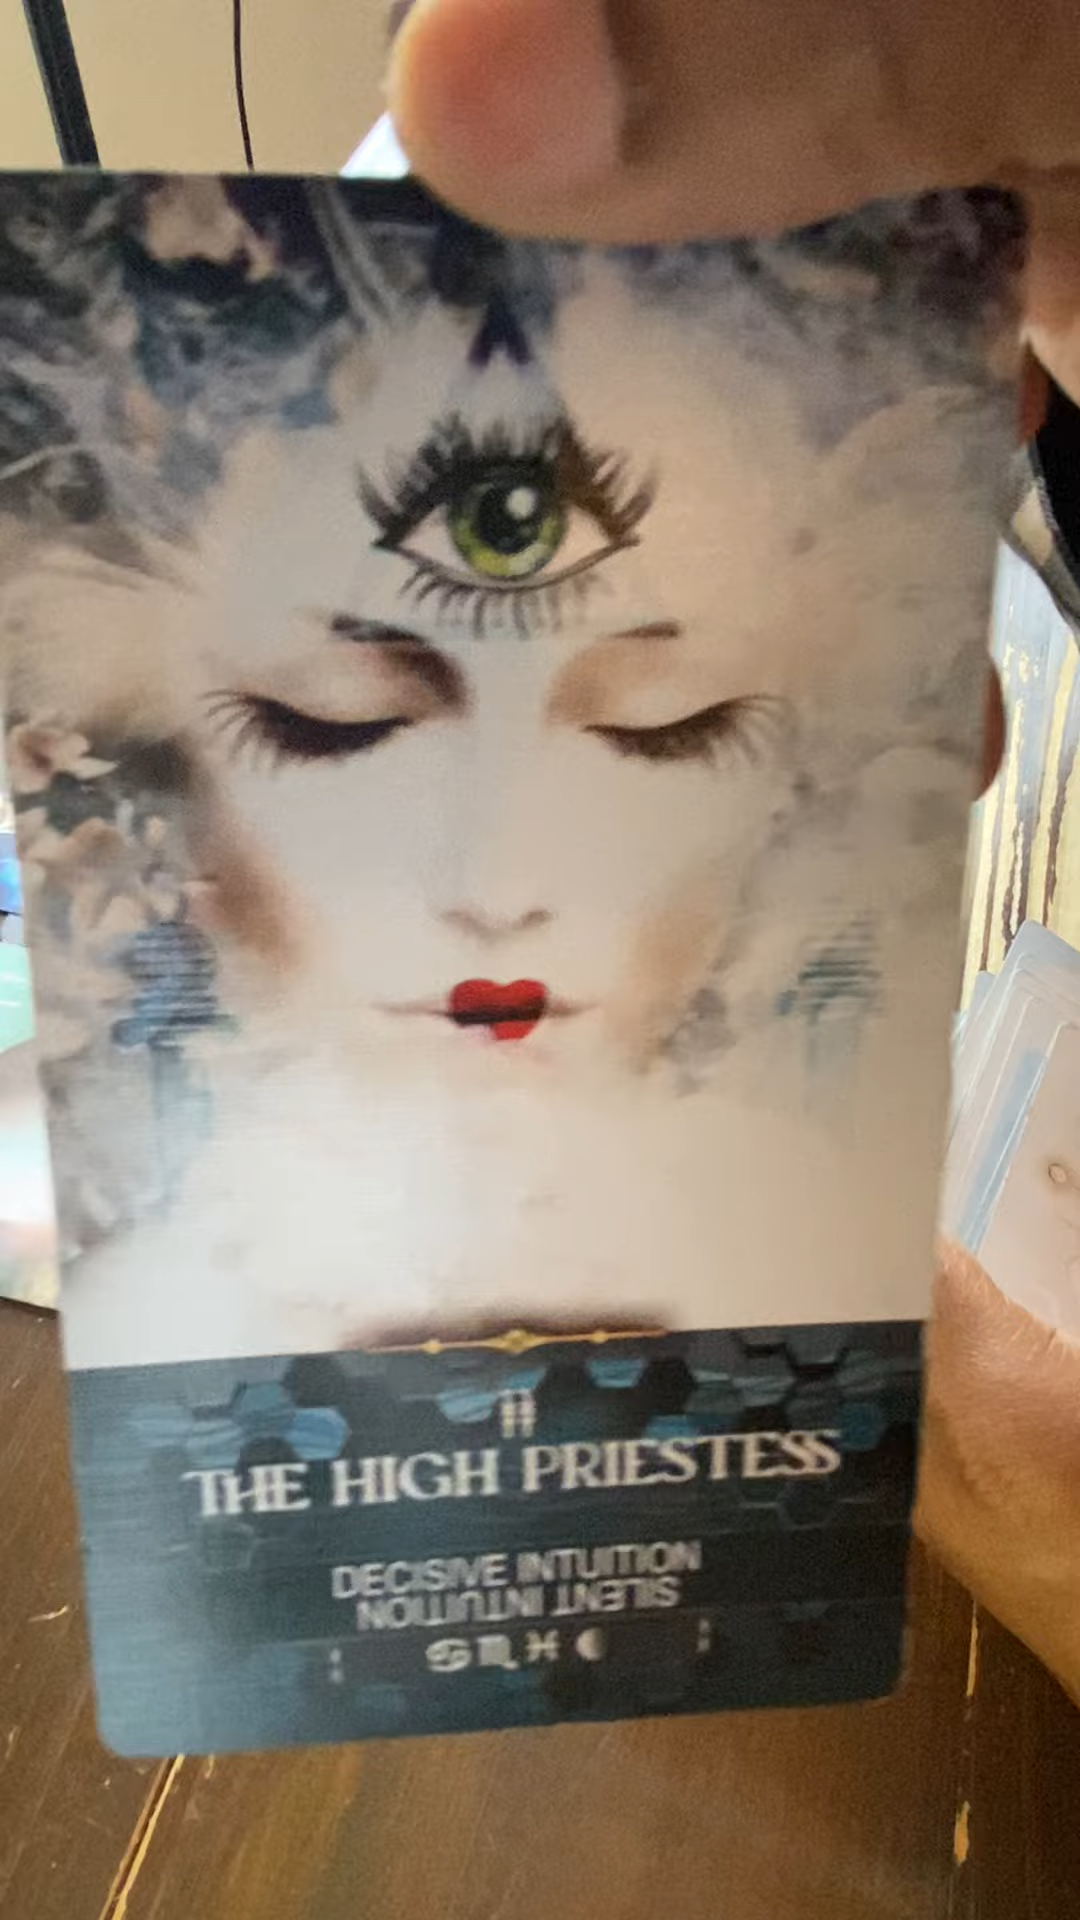 II
THE HIGH PRIESTESS
DECISIVE INTUITION
SILENT INTUITION
♋ ♏ ♓ ☾